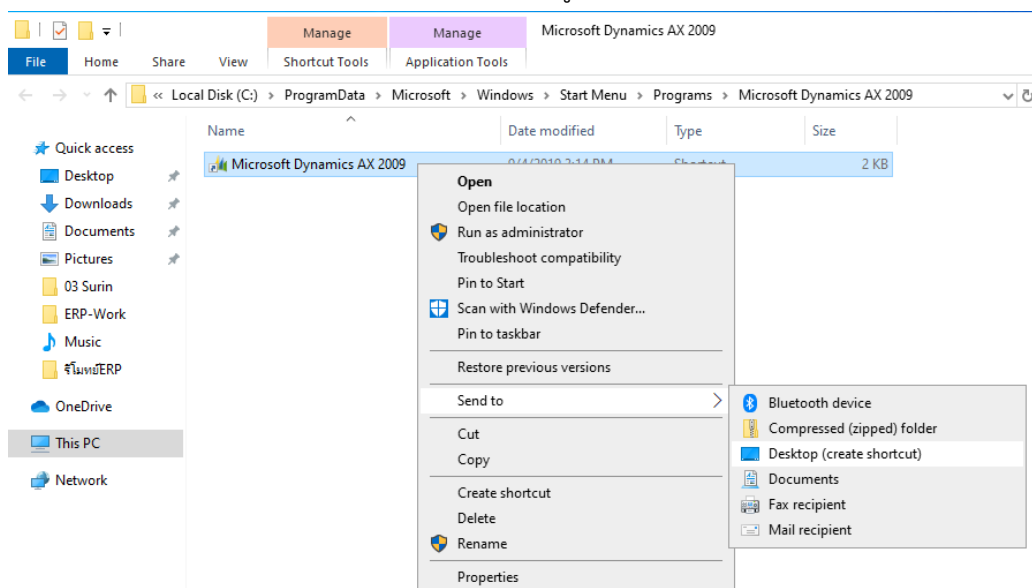 Manage
Manage
Microsoft Dynamics AX 2009
File
Home
Share
View
Shortcut Tools
Application Tools
« Local Disk (C:) > ProgramData > Microsoft > Windows > Start Menu > Programs > Microsoft Dynamics AX 2009
Name
Date modified
Type
Size
Quick access
Desktop
Downloads
Documents
Pictures
03 Surin
ERP-Work
Music
รีโมทย์ERP
OneDrive
This PC
Network
Microsoft Dynamics AX 2009
2 KB
Open
Open file location
Run as administrator
Troubleshoot compatibility
Pin to Start
Scan with Windows Defender...
Pin to taskbar
Restore previous versions
Send to
Cut
Copy
Create shortcut
Delete
Rename
Properties
Bluetooth device
Compressed (zipped) folder
Desktop (create shortcut)
Documents
Fax recipient
Mail recipient